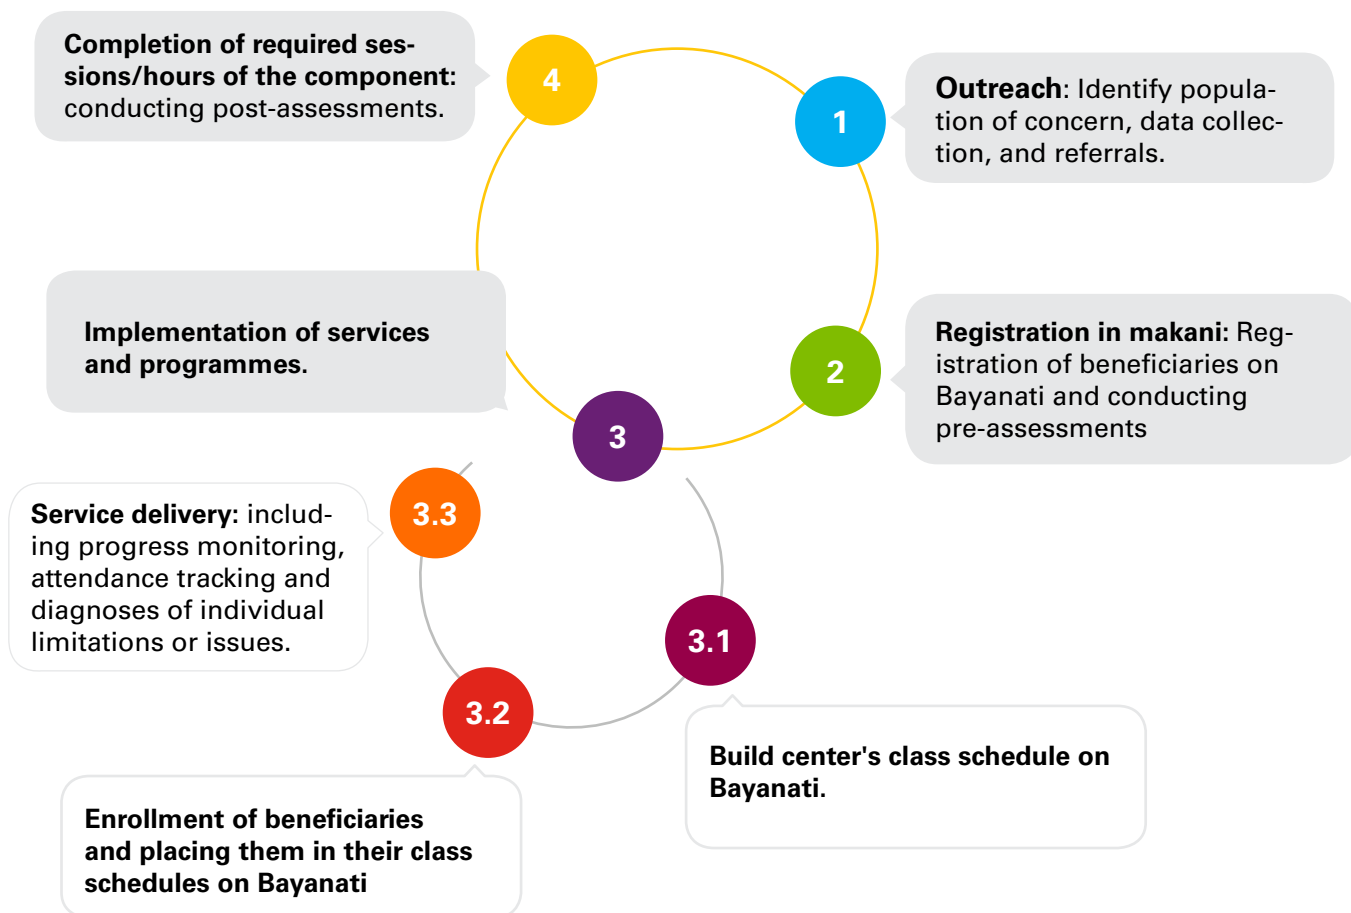 Completion of required ses-
sions/hours of the component:
conducting post-assessments.
4
1
Outreach: Identify popula-
tion of concern, data collec-
tion, and referrals.
Implementation of services
and programmes.
2
Registration in makani: Reg-
istration of beneficiaries on
Bayanati and conducting
pre-assessments
3
Service delivery: includ-
ing progress monitoring,
attendance tracking and
diagnoses of individual
limitations or issues.
3.3
3.1
3.2
Build center's class schedule on
Bayanati.
Enrollment of beneficiaries
and placing them in their class
schedules on Bayanati